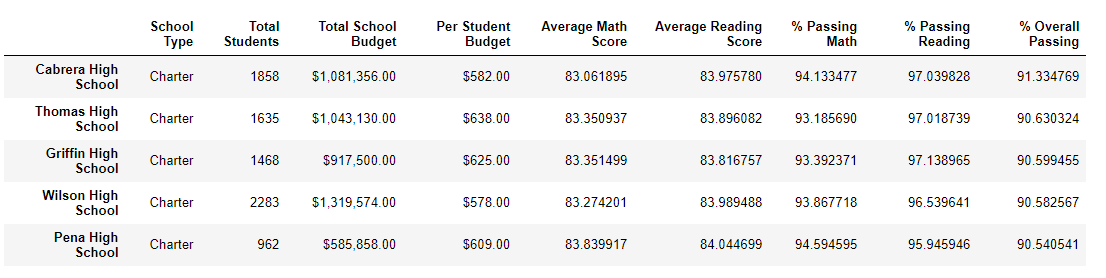 School Type Total Students Total School Budget Per Student Budget Average Math Score Average Reading Score % Passing Math % Passing Reading % Overall Passing
Cabrera High School Charter 1858 $1,081,356.00 $582.00 83.061895 83.975780 94.133477 97.039828 91.334769
Thomas High School Charter 1635 $1,043,130.00 $638.00 83.350937 83.896082 93.185690 97.018739 90.630324
Griffin High School Charter 1468 $917,500.00 $625.00 83.351499 83.816757 93.392371 97.138965 90.599455
Wilson High School Charter 2283 $1,319,574.00 $578.00 83.274201 83.989488 93.867718 96.539641 90.582567
Pena High School Charter 962 $585,858.00 $609.00 83.839917 84.044699 94.594595 95.945946 90.540541